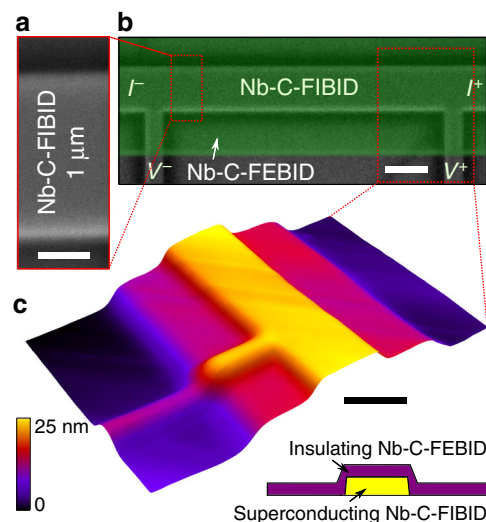 a
b
Nb-C-FIBID
1 μm
I⁻
Nb-C-FIBID
I⁺
V⁻
Nb-C-FEBID
V⁺
c
25 nm
0
Insulating Nb-C-FEBID
Superconducting Nb-C-FIBID